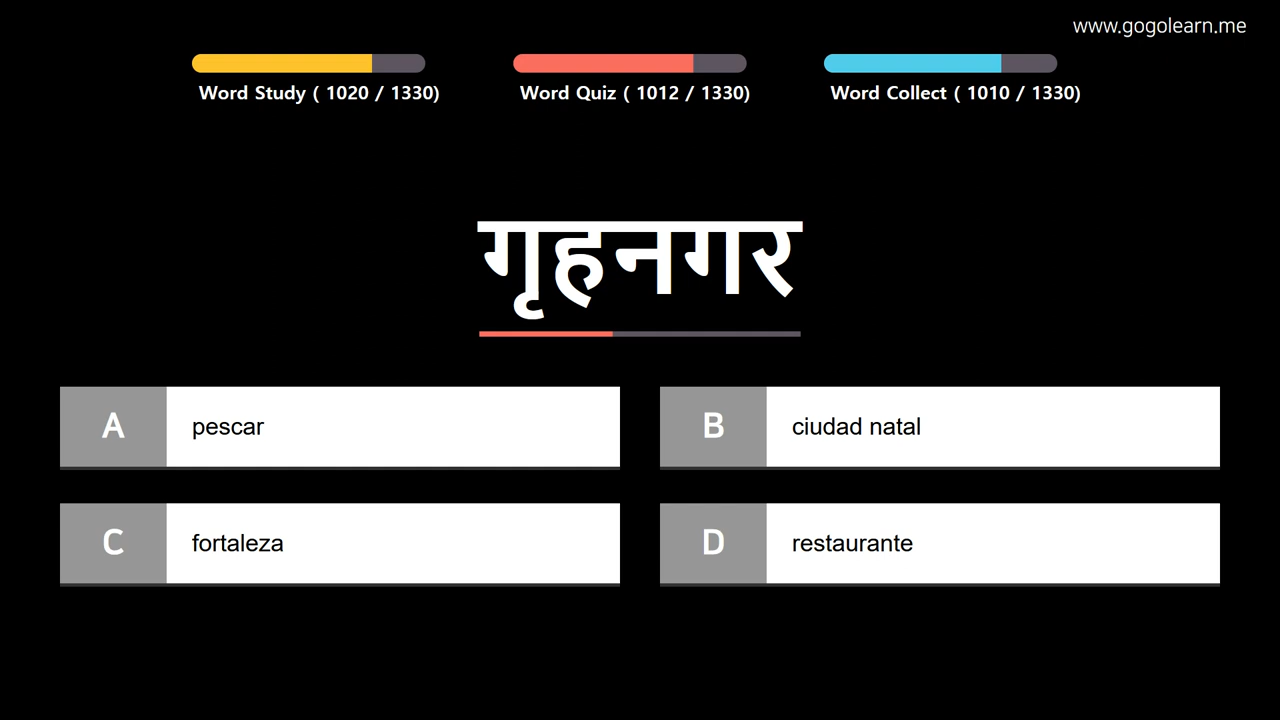 www.gogolearn.me
Word Study ( 1020 / 1330)
Word Quiz ( 1012 / 1330)
Word Collect ( 1010 / 1330)
गृहनगर
A pescar
B ciudad natal
C fortaleza
D restaurante